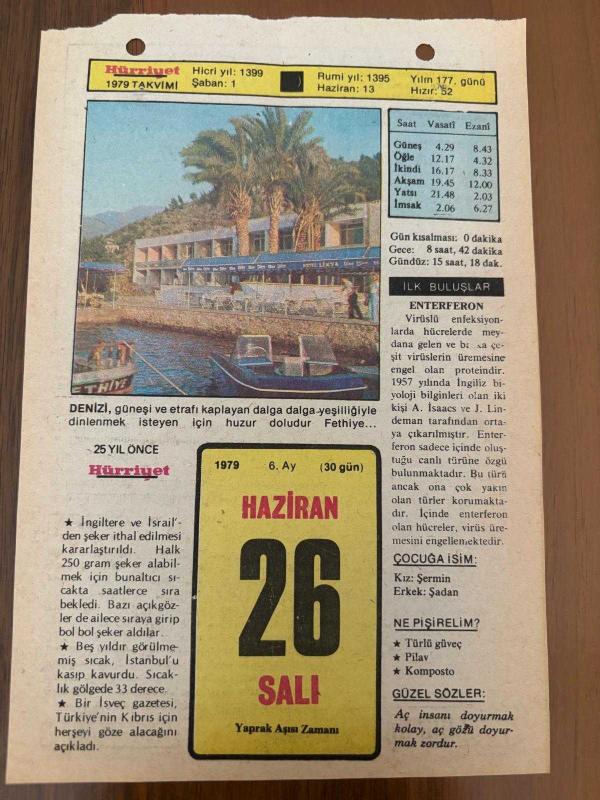 Hürriyet
1979 TAKVİMİ
Hicri yıl: 1399
Şaban: 1
Rumi yıl: 1395
Haziran: 13
Yılın 177. günü
Hızır: 52
Saat Vasatî Ezanî
Güneş 4.29 8.43
Öğle 12.17 4.32
İkindi 16.17 8.33
Akşam 19.45 12.00
Yatsı 21.48 2.03
İmsak 2.06 6.27
Gün kısalması: 0 dakika
Gece: 8 saat, 42 dakika
Gündüz: 15 saat, 18 dak.
İLK BULUŞLAR
ENTERFERON
Virüslü enfeksiyon-
larda hücrelerde mey-
dana gelen ve çe-
şit virüslerin üremesine
engel olan proteindir.
1957 yılında İngiliz bi-
yoloji bilginleri olan iki
kişi A. İsaacs ve J. Lin-
deman tarafından orta-
ya çıkarılmıştır. Enter-
feron sadece içinde oluş-
tuğu canlı türüne özgü
bulunmaktadır. Bu türü
ancak ona çok yakın
olan türler korumakta-
dır. İçinde enterferon
olan hücreler, virüs üre-
mesini engellemektedir.
ÇOCUĞA İSİM:
Kız: Şermin
Erkek: Şadan
NE PİŞİRELİM?
★ Türlü güveç
★ Pilav
★ Komposto
GÜZEL SÖZLER:
Aç insanı doyurmak
kolay, aç gözü doyur-
mak zordur.
HOTEL LİKYA
ETHİYE
DENİZİ, güneşi ve etrafı kaplayan dalga dalga yeşilliğiyle
dinlenmek isteyen için huzur doludur Fethiye...
25 YIL ÖNCE
Hürriyet
★ İngiltere ve İsrail'-
den şeker ithal edilmesi
kararlaştırıldı. Halk
250 gram şeker alabil-
mek için bunaltıcı sı-
cakta saatlerce sıra
bekledi. Bazı açıkgöz-
ler de ailece sıraya girip
bol bol şeker aldılar.
★ Beş yıldır görülme-
miş sıcak, İstanbul'u
kasıp kavurdu. Sıcak-
lık gölgede 33 derece.
★ Bir İsveç gazetesi,
Türkiye'nin Kıbrıs için
herşeyi göze alacağını
açıkladı.
1979 6. Ay (30 gün)
HAZİRAN
26
SALI
Yaprak Aşısı Zamanı